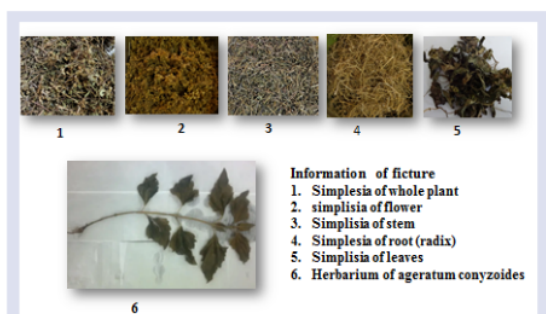 1
2
3
4
5
6
Information of ficture
1. Simplesia of whole plant
2. simplisia of flower
3. Simplisia of stem
4. Simplesia of root (radix)
5. Simplisia of leaves
6. Herbarium of ageratum conyzoides